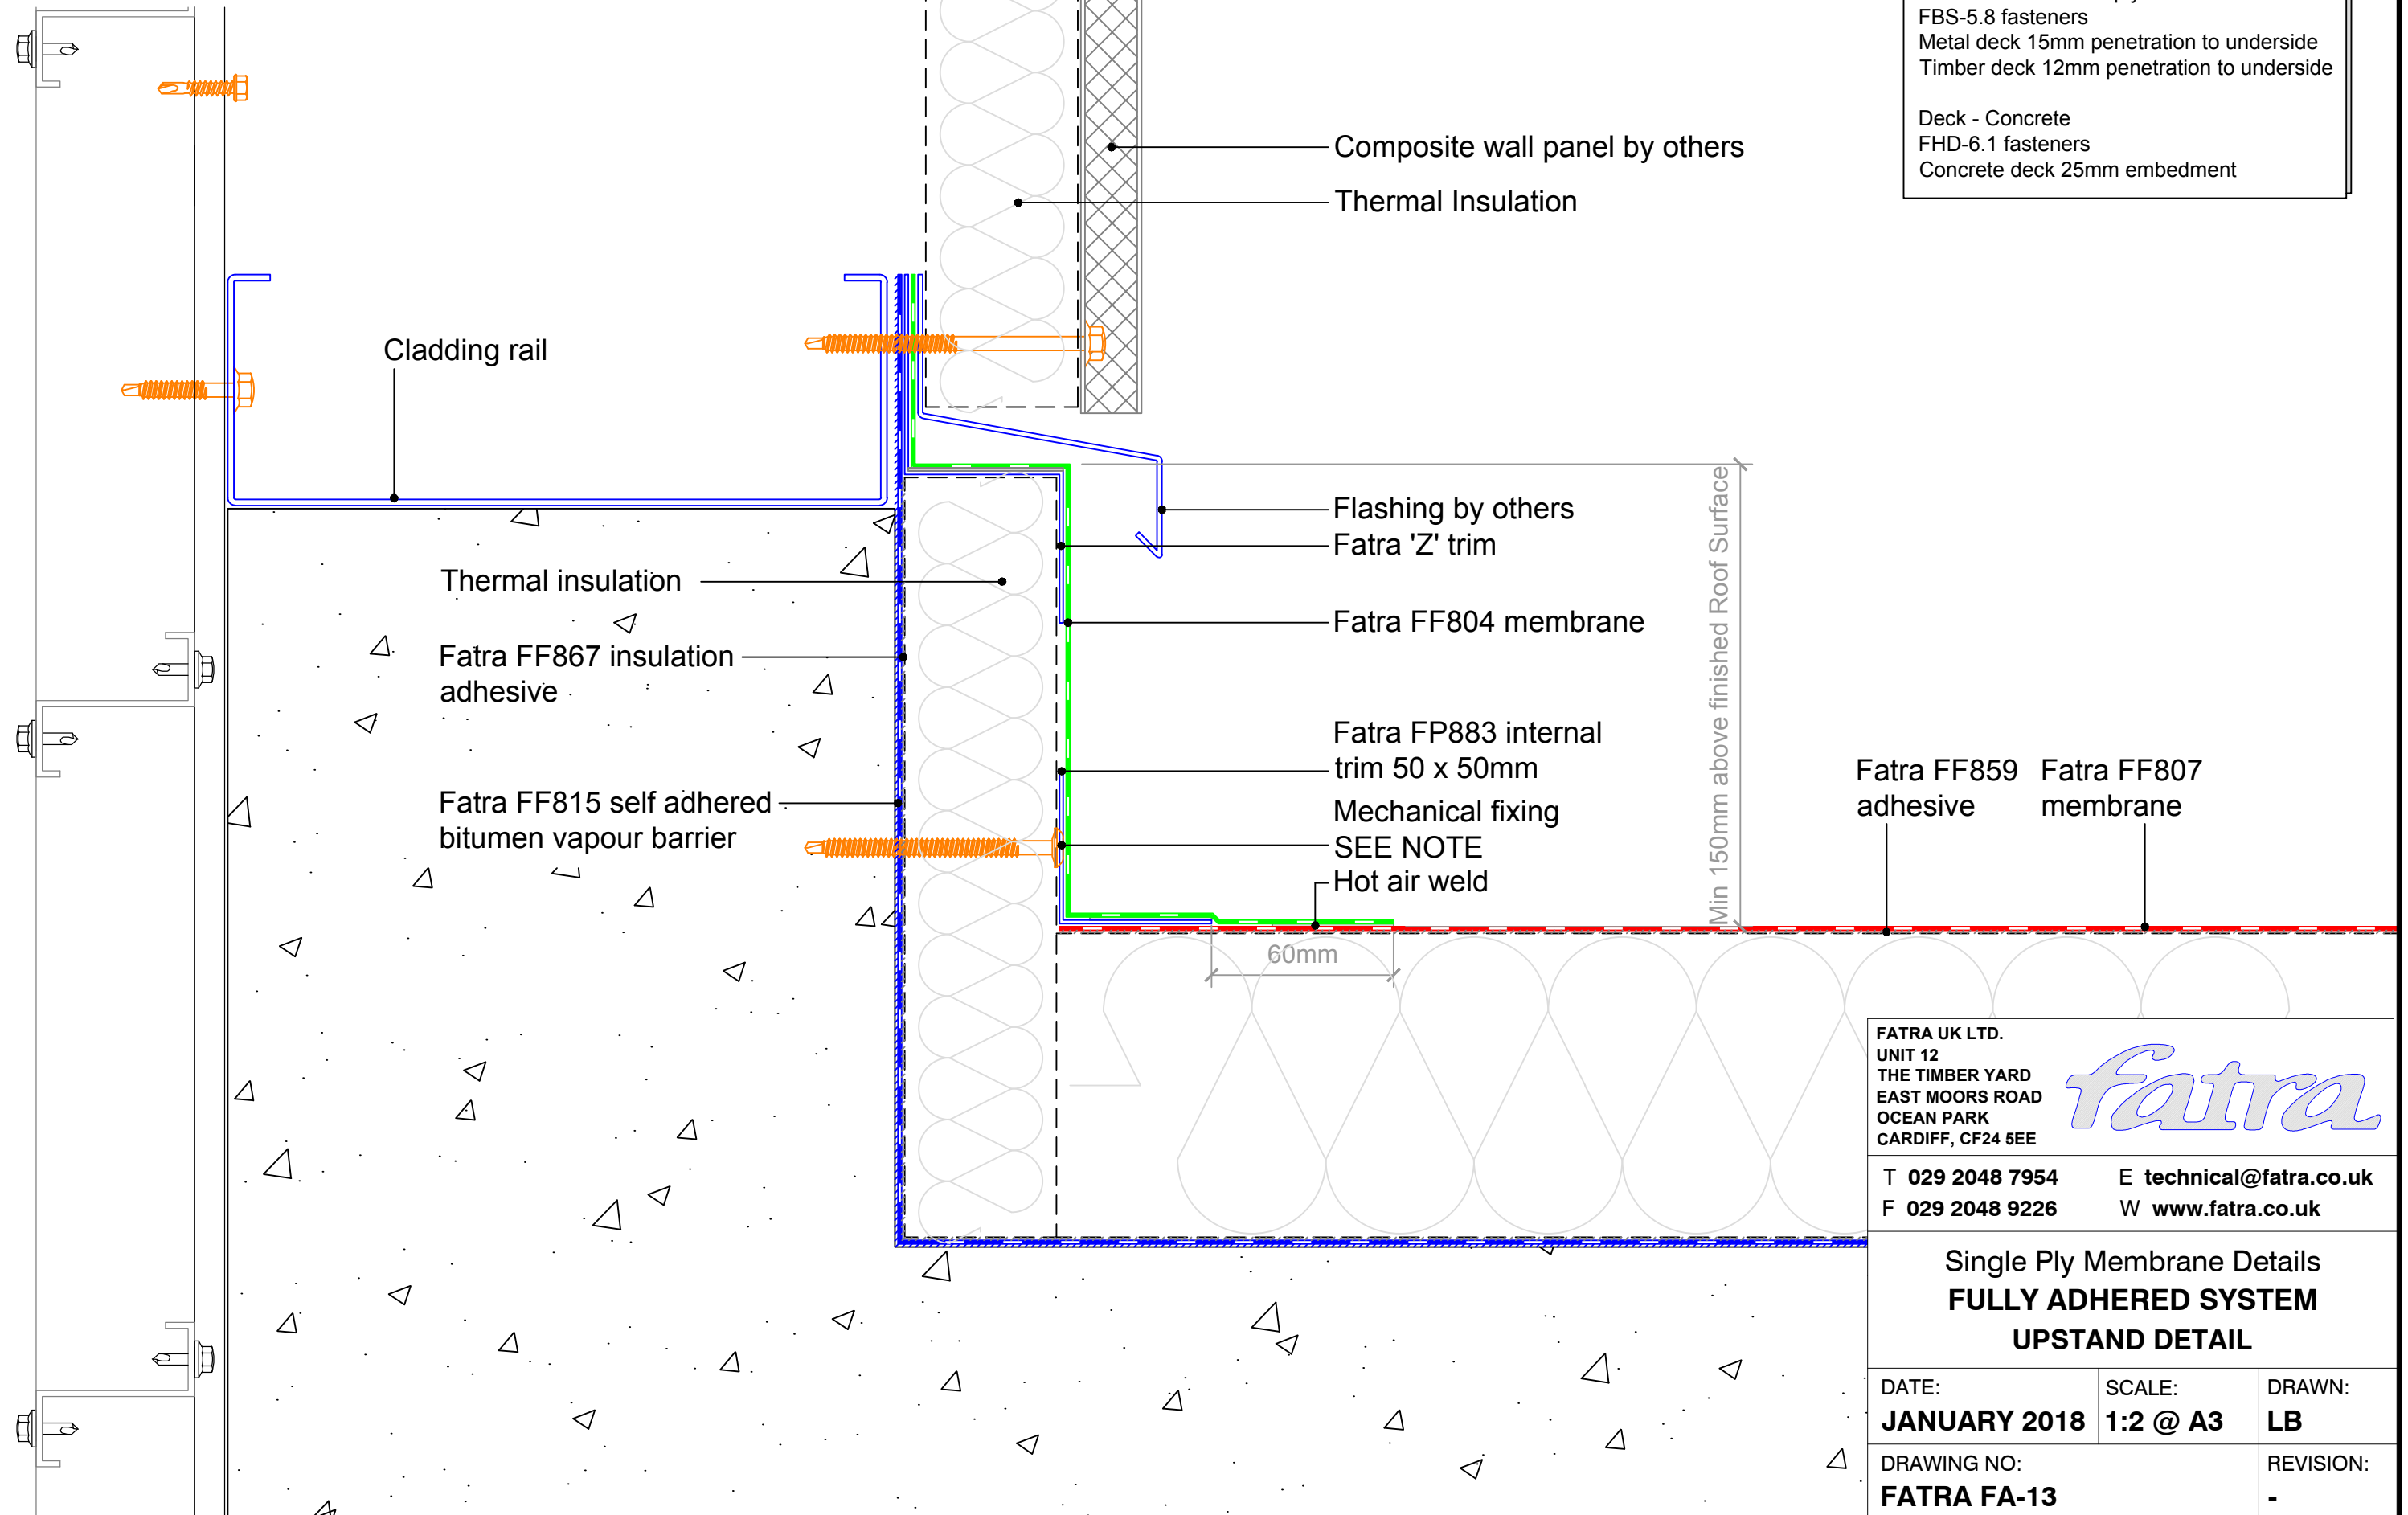 FBS-5.8 fasteners
Metal deck 15mm penetration to underside
Timber deck 12mm penetration to underside
Deck - Concrete
FHD-6.1 fasteners
Concrete deck 25mm embedment
Composite wall panel by others
Thermal Insulation
Cladding rail
Flashing by others
Fatra 'Z' trim
Thermal insulation
Fatra FF804 membrane
Fatra FF867 insulation
adhesive
Fatra FP883 internal
trim 50 x 50mm
Mechanical fixing
SEE NOTE
Hot air weld
Fatra FF815 self adhered
bitumen vapour barrier
Min 150mm above finished Roof Surface
Fatra FF859
adhesive
Fatra FF807
membrane
60mm
FATRA UK LTD.
UNIT 12
THE TIMBER YARD
EAST MOORS ROAD
OCEAN PARK
CARDIFF, CF24 5EE
fatra
T 029 2048 7954
E technical@fatra.co.uk
F 029 2048 9226
W www.fatra.co.uk
Single Ply Membrane Details
FULLY ADHERED SYSTEM
UPSTAND DETAIL
DATE:
JANUARY 2018
SCALE:
1:2 @ A3
DRAWN:
LB
DRAWING NO:
FATRA FA-13
REVISION:
-